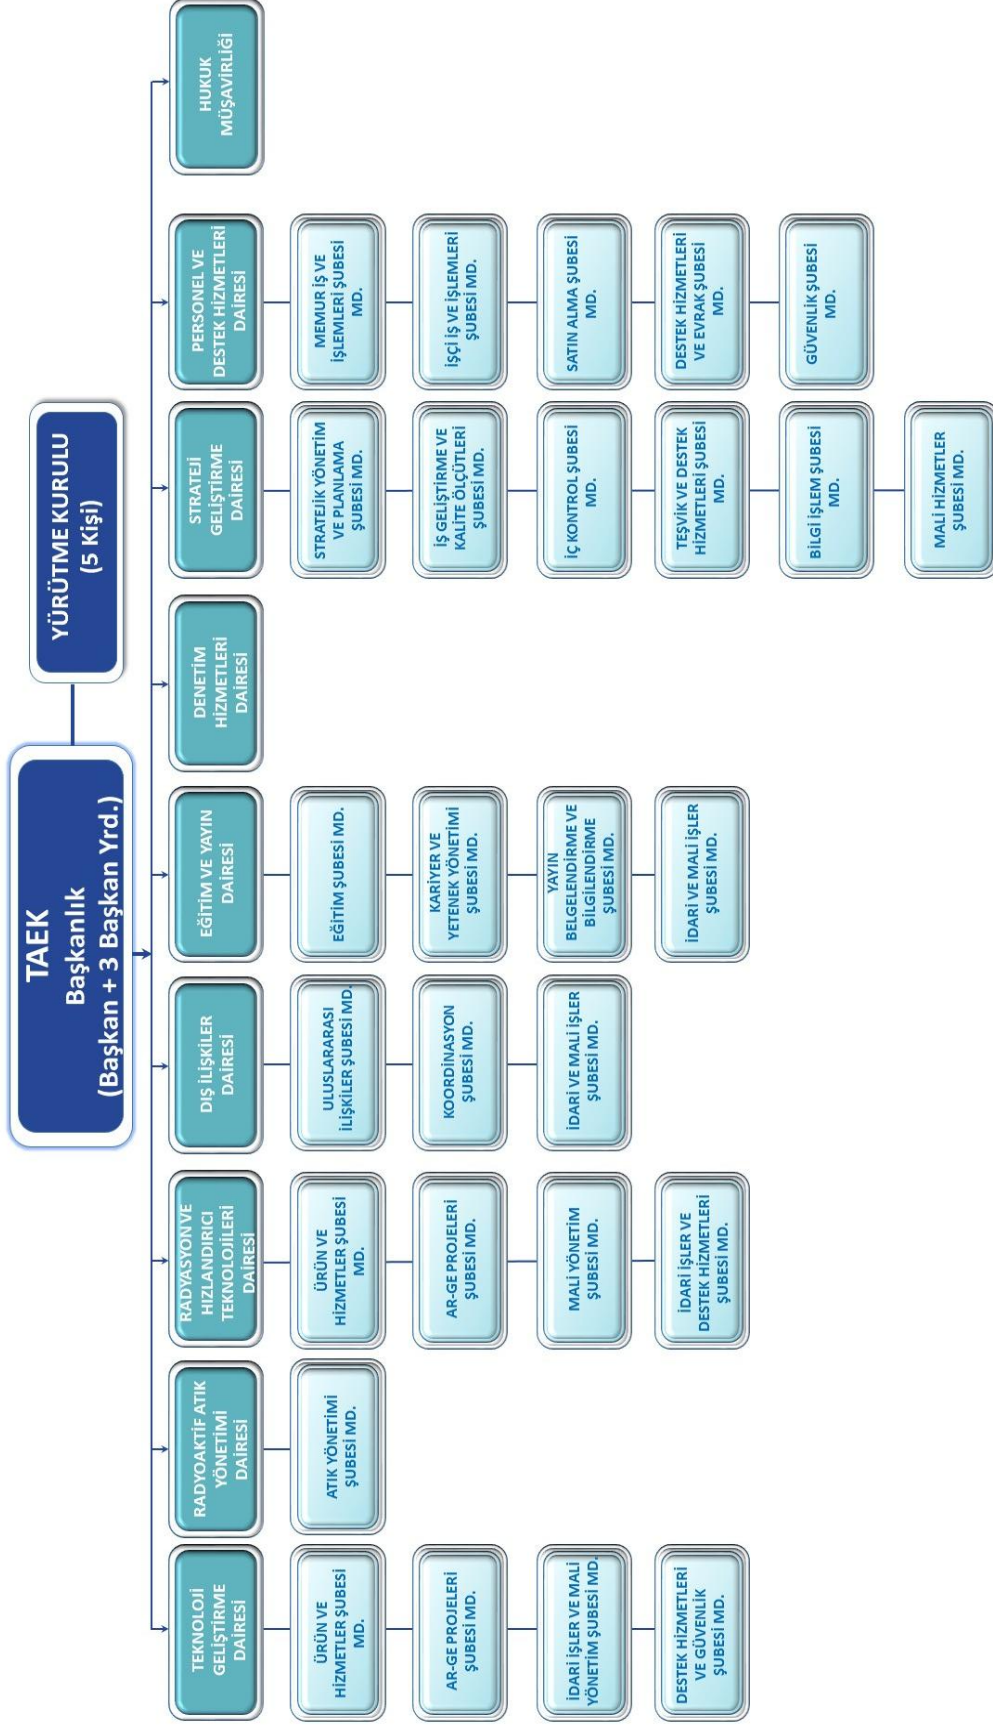 TAEK
Başkanlık
(Başkan + 3 Başkan Yrd.)
YÜRÜTME KURULU
(5 Kişi)
TEKNOLOJİ
GELİŞTİRME
DAİRESİ
ÜRÜN VE
HİZMETLER ŞUBESİ
MD.
AR-GE PROJELERİ
ŞUBESİ MD.
İDARİ İŞLER VE MALİ
YÖNETİM ŞUBESİ MD.
DESTEK HİZMETLERİ
VE GÜVENLİK
ŞUBESİ MD.
RADYOAKTİF ATIK
YÖNETİMİ
DAİRESİ
ATIK YÖNETİMİ
ŞUBESİ MD.
RADYASYON VE
HIZLANDIRICI
TEKNOLOJİLERİ
DAİRESİ
ÜRÜN VE
HİZMETLER ŞUBESİ
MD.
AR-GE PROJELERİ
ŞUBESİ MD.
MALİ YÖNETİM
ŞUBESİ MD.
İDARİ İŞLER VE
DESTEK HİZMETLERİ
ŞUBESİ MD.
DIŞ İLİŞKİLER
DAİRESİ
ULUSLARARASI
İLİŞKİLER ŞUBESİ MD.
KOORDİNASYON
ŞUBESİ MD.
İDARİ VE MALİ İŞLER
ŞUBESİ MD.
EĞİTİM VE YAYIN
DAİRESİ
EĞİTİM ŞUBESİ MD.
KARİYER VE
YETENEK YÖNETİMİ
ŞUBESİ MD.
YAYIN
BELGELENDİRME VE
BİLGİLENDİRME
ŞUBESİ MD.
İDARİ VE MALİ İŞLER
ŞUBESİ MD.
DENETİM
HİZMETLERİ
DAİRESİ
STRATEJİ
GELİŞTİRME
DAİRESİ
STRATEJİK YÖNETİM
VE PLANLAMA
ŞUBESİ MD.
İŞ GELİŞTİRME VE
KALİTE ÖLÇÜTLERİ
ŞUBESİ MD.
İÇ KONTROL ŞUBESİ
MD.
TEŞVİK VE DESTEK
HİZMETLERİ ŞUBESİ
MD.
BİLGİ İŞLEM ŞUBESİ
MD.
MALİ HİZMETLER
ŞUBESİ MD.
PERSONEL VE
DESTEK HİZMETLERİ
DAİRESİ
MEMUR İŞ VE
İŞLEMLERİ ŞUBESİ
MD.
İŞÇİ İŞ VE İŞLEMLERİ
ŞUBESİ MD.
SATIN ALMA ŞUBESİ
MD.
DESTEK HİZMETLERİ
VE EVRAK ŞUBESİ
MD.
GÜVENLİK ŞUBESİ
MD.
HUKUK
MÜŞAVİRLİĞİ